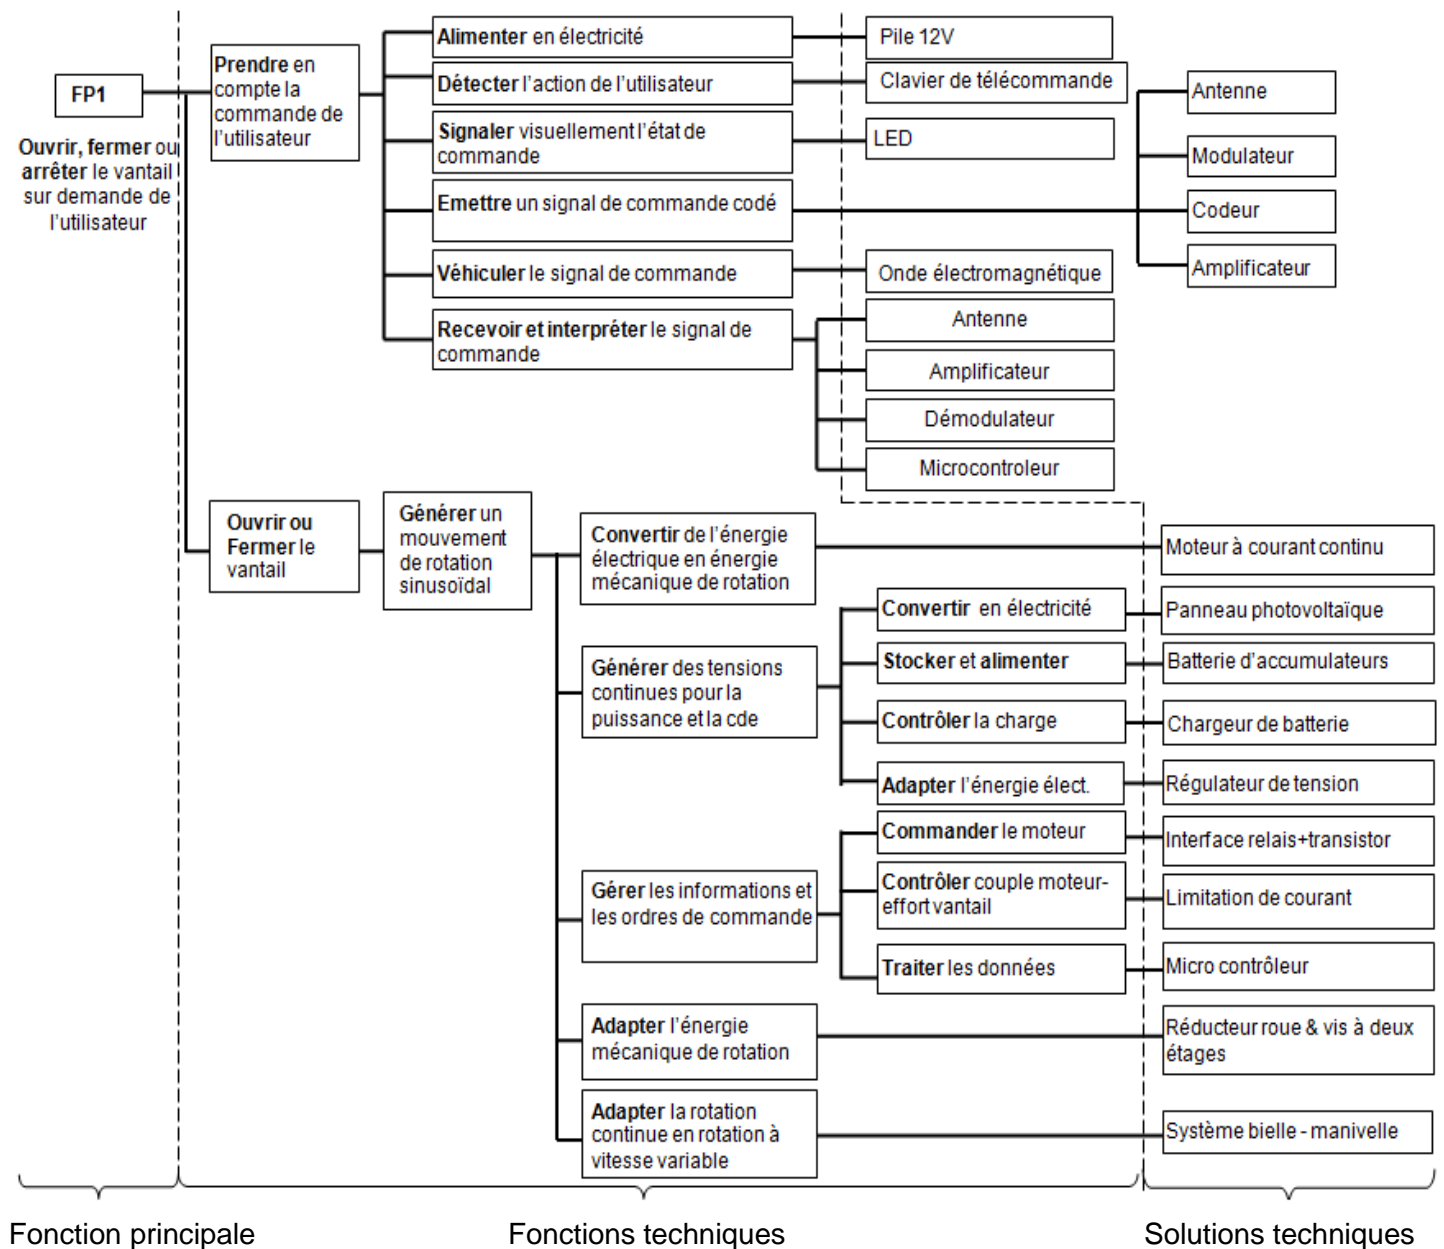 FP1
Ouvrir, fermer ou
arrêter le vantail
sur demande de
l'utilisateur
Prendre en
compte la
commande de
l'utilisateur
Alimenter en électricité
Pile 12V
Détecter l'action de l'utilisateur
Clavier de télécommande
Signaler visuellement l'état de
commande
LED
Emettre un signal de commande codé
Antenne
Modulateur
Codeur
Amplificateur
Véhiculer le signal de commande
Onde électromagnétique
Recevoir et interpréter le signal de
commande
Antenne
Amplificateur
Démodulateur
Microcontroleur
Ouvrir ou
Fermer le
vantail
Générer un
mouvement
de rotation
sinusoïdal
Convertir de l'énergie
électrique en énergie
mécanique de rotation
Moteur à courant continu
Générer des tensions
continues pour la
puissance et la cde
Convertir en électricité
Panneau photovoltaïque
Stocker et alimenter
Batterie d'accumulateurs
Contrôler la charge
Chargeur de batterie
Adapter l'énergie élect.
Régulateur de tension
Gérer les informations et
les ordres de commande
Commander le moteur
Interface relais+transistor
Contrôler couple moteur-
effort vantail
Limitation de courant
Traiter les données
Micro contrôleur
Adapter l'énergie
mécanique de rotation
Réducteur roue & vis à deux
étages
Adapter la rotation
continue en rotation à
vitesse variable
Système bielle - manivelle
Fonction principale
Fonctions techniques
Solutions techniques